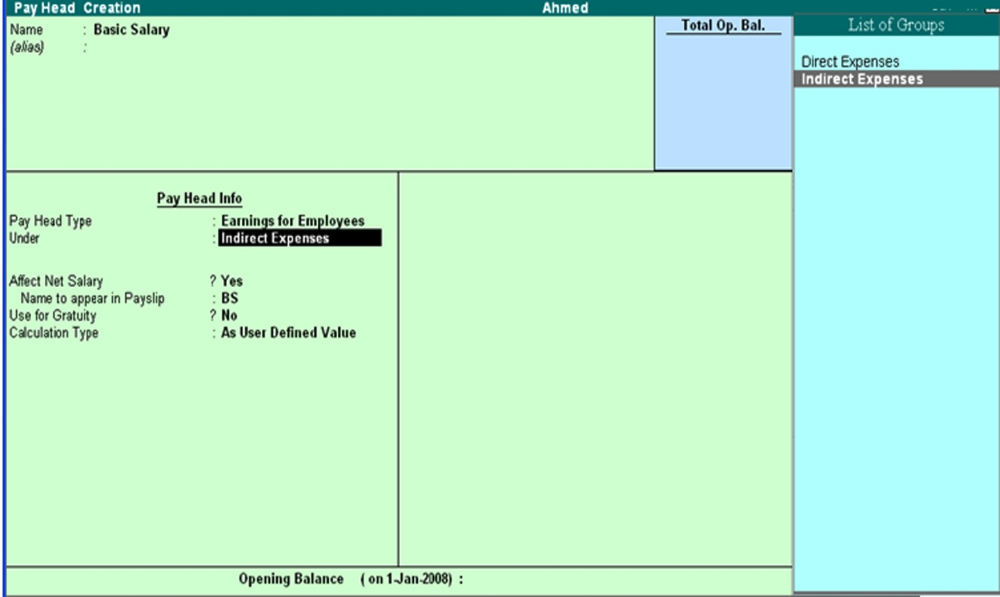 Pay Head Creation Ahmed
Name : Basic Salary
(alias) :
Total Op. Bal.
List of Groups
Direct Expenses
Indirect Expenses
Pay Head Info
Pay Head Type : Earnings for Employees
Under : Indirect Expenses
Affect Net Salary ? Yes
Name to appear in Payslip : BS
Use for Gratuity ? No
Calculation Type : As User Defined Value
Opening Balance ( on 1-Jan-2008) :